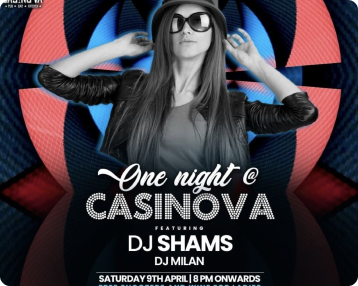 One night @
CASINOVA
FEATURING
DJ SHAMS
DJ MILAN
SATURDAY 9TH APRIL | 8 PM ONWARDS